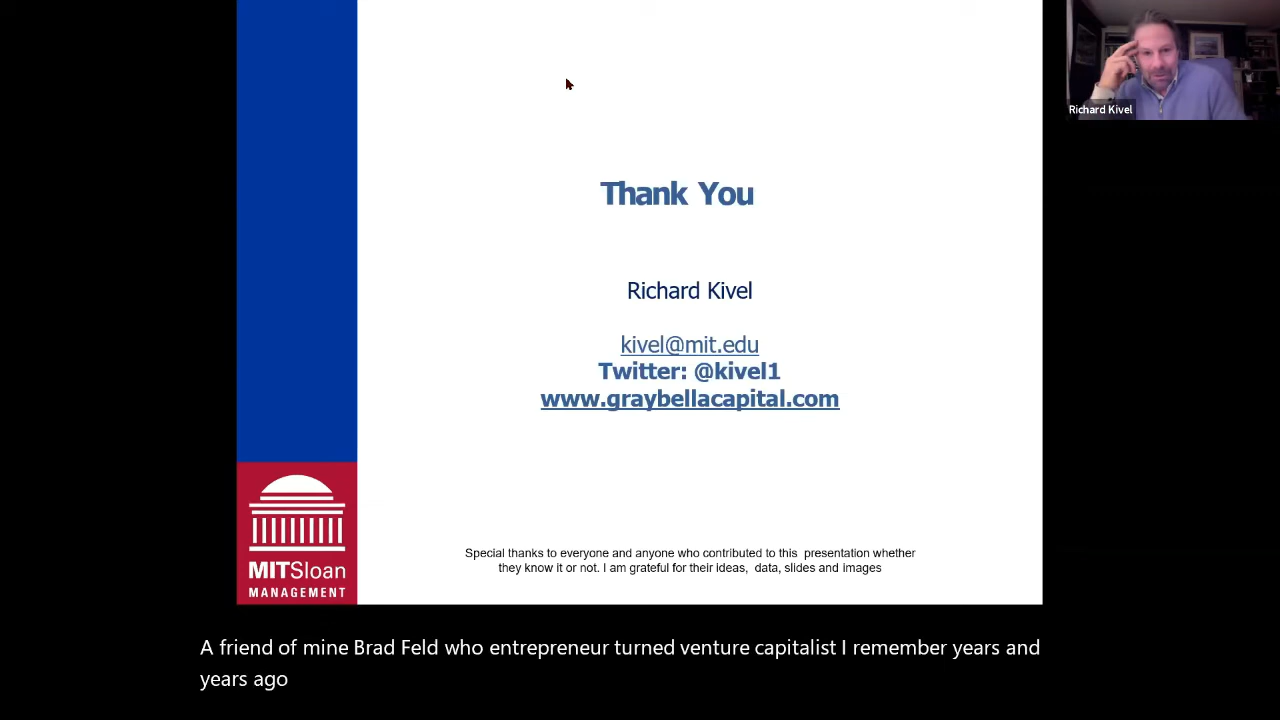 Richard Kivel
Thank You
Richard Kivel
kivel@mit.edu
Twitter: @kivel1
www.graybellacapital.com
Special thanks to everyone and anyone who contributed to this presentation whether
they know it or not. I am grateful for their ideas, data, slides and images
MITSloan
MANAGEMENT
A friend of mine Brad Feld who entrepreneur turned venture capitalist I remember years and
years ago